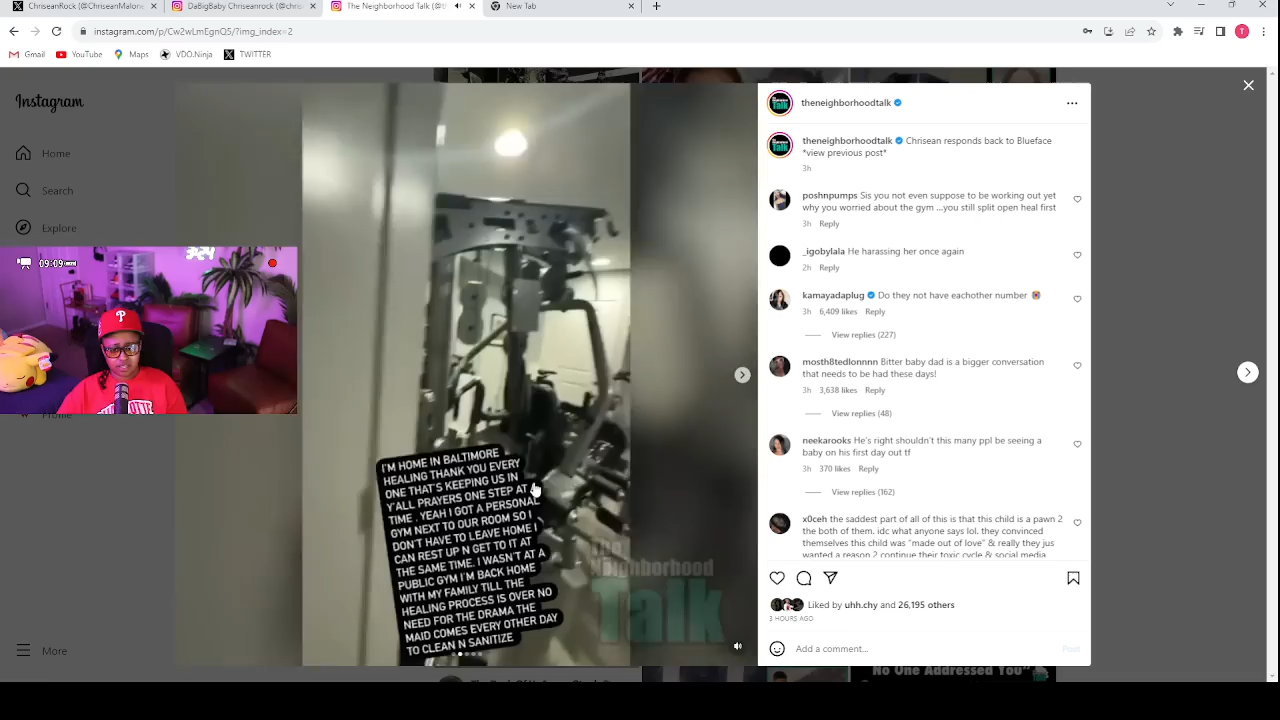 ChriseanRock (@ChriseanMalone
DaBigBaby Chriseanrock (@chris
The Neighborhood Talk (@t
New Tab
instagram.com/p/Cw2wLmEgnQ5/?img_index=2
T
Gmail
YouTube
Maps
VDO.Ninja
TWITTER
Instagram
Home
Search
Explore
Profile
More
09:09
P
I'M HOME IN BALTIMORE
HEALING THANK YOU EVERY
ONE THAT'S KEEPING US IN
Y'ALL PRAYERS ONE STEP AT
TIME . YEAH I GOT A PERSONAL
GYM NEXT TO OUR ROOM SO I
DON'T HAVE TO LEAVE HOME I
CAN REST UP N GET TO IT AT
THE SAME TIME. I WASN'T AT A
PUBLIC GYM I'M BACK HOME
WITH MY FAMILY TILL THE
HEALING PROCESS IS OVER NO
NEED FOR THE DRAMA THE
MAID COMES EVERY OTHER DAY
TO CLEAN N SANITIZE
The
Neighborhood
Talk
theneighborhoodtalk
theneighborhoodtalk Chrisean responds back to Blueface
*view previous post*
3h
poshnpumps Sis you not even suppose to be working out yet
why you worried about the gym ...you still split open heal first
3h Reply
_igobylala He harassing her once again
2h Reply
kamayadaplug Do they not have eachother number
3h 6,409 likes Reply
View replies (227)
mosth8tedlonnnn Bitter baby dad is a bigger conversation
that needs to be had these days!
3h 3,638 likes Reply
View replies (48)
neekarooks He's right shouldn't this many ppl be seeing a
baby on his first day out tf
3h 370 likes Reply
View replies (162)
x0ceh the saddest part of all of this is that this child is a pawn 2
the both of them. idc what anyone says lol. they convinced
themselves this child was "made out of love" & really they jus
wanted a reason 2 continue their toxic cycle & social media
Liked by uhh.chy and 26,195 others
3 HOURS AGO
Add a comment...
Post
No One Addressed You"